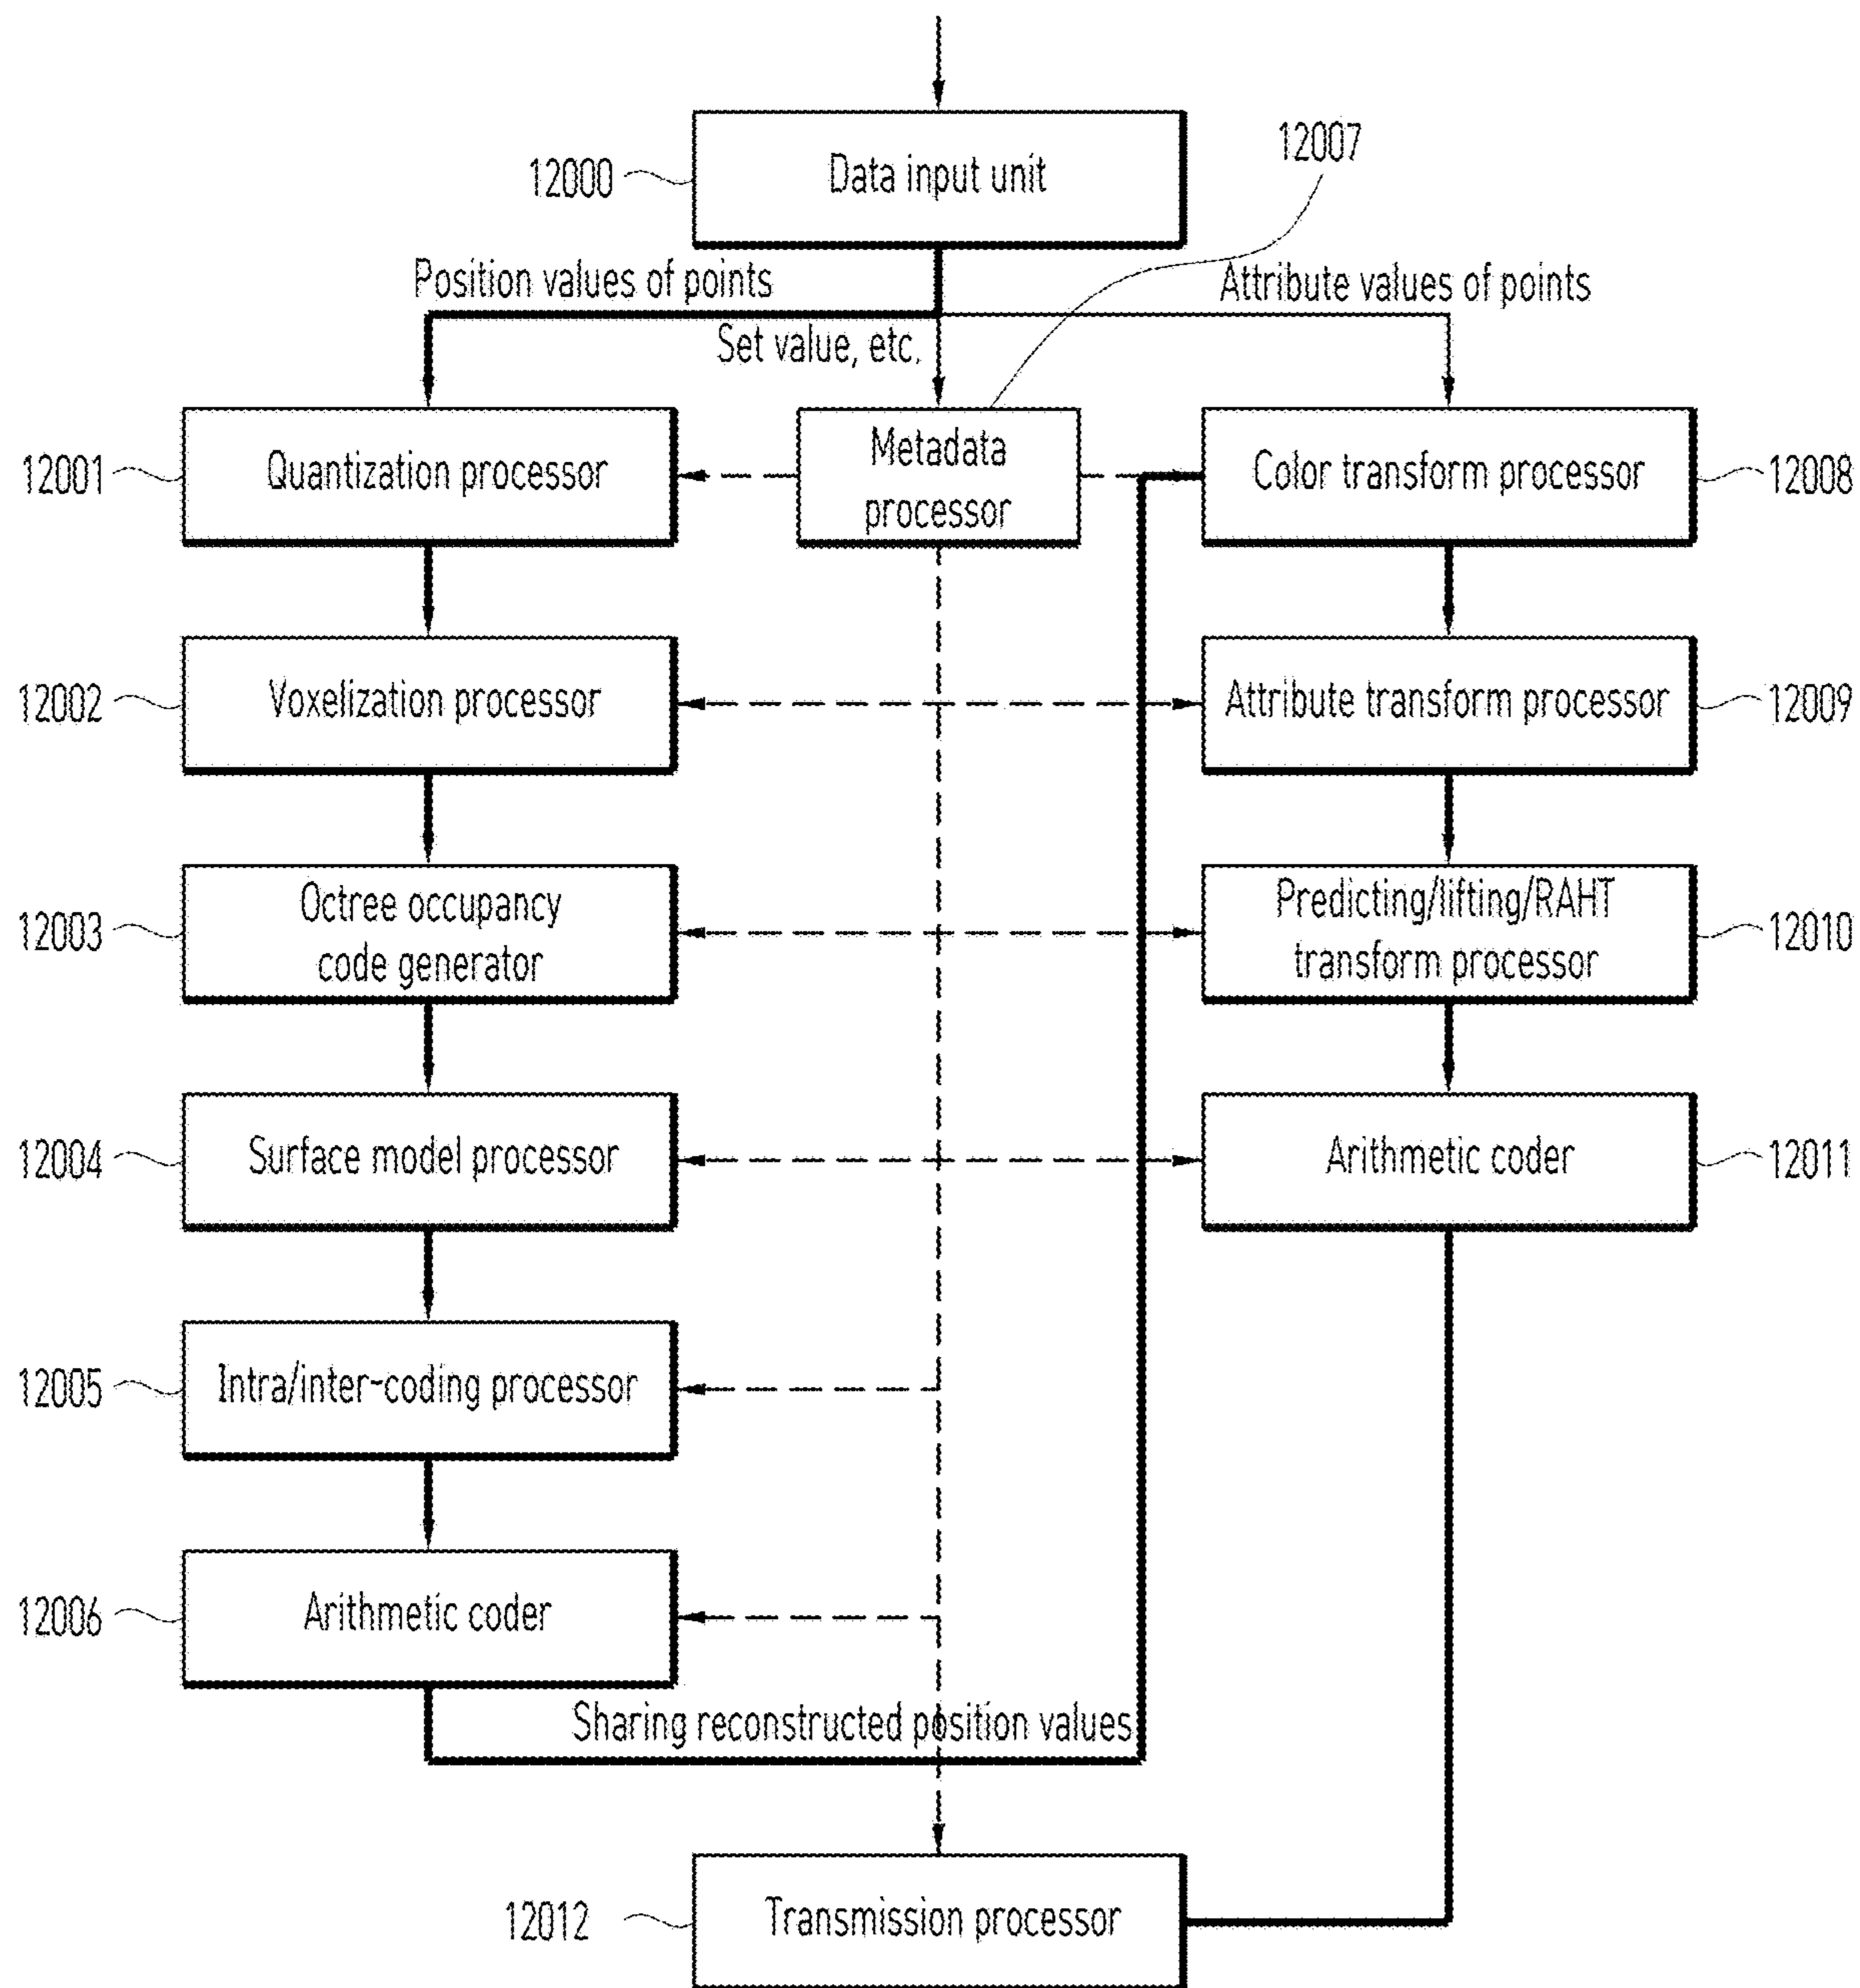 12000
Data input unit
12007
Position values of points
Attribute values of points
Set value, etc.
12001
Quantization processor
Metadata
processor
Color transform processor
12008
12002
Voxelization processor
Attribute transform processor
12009
12003
Octree occupancy
code generator
Predicting/lifting/RAHT
transform processor
12010
12004
Surface model processor
Arithmetic coder
12011
12005
Intra/inter-coding processor
12006
Arithmetic coder
Sharing reconstructed position values
12012
Transmission processor